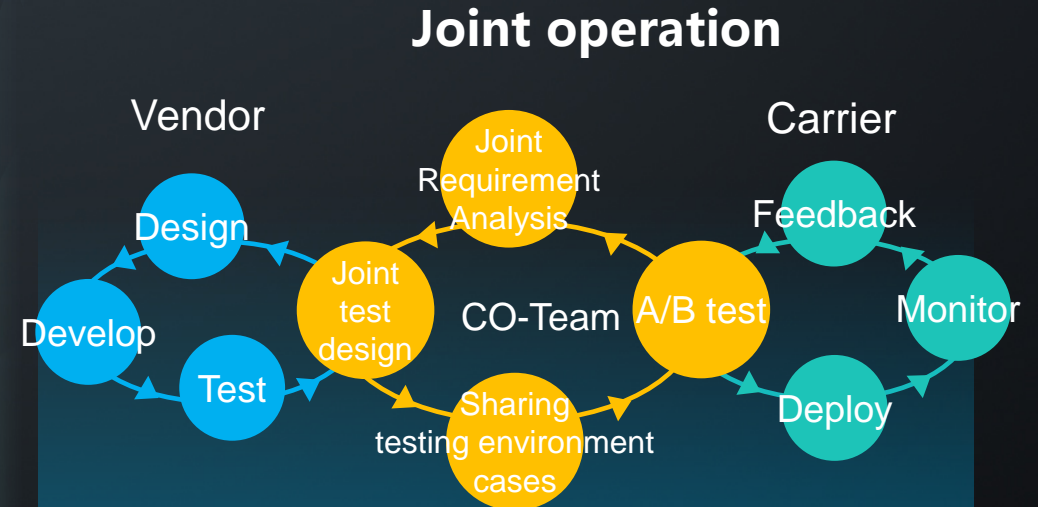 Joint operation
Vendor
Carrier
Joint
Requirement
Analysis
Design
Feedback
Joint
test
design
CO-Team
A/B test
Monitor
Develop
Test
Sharing
testing environment
cases
Deploy